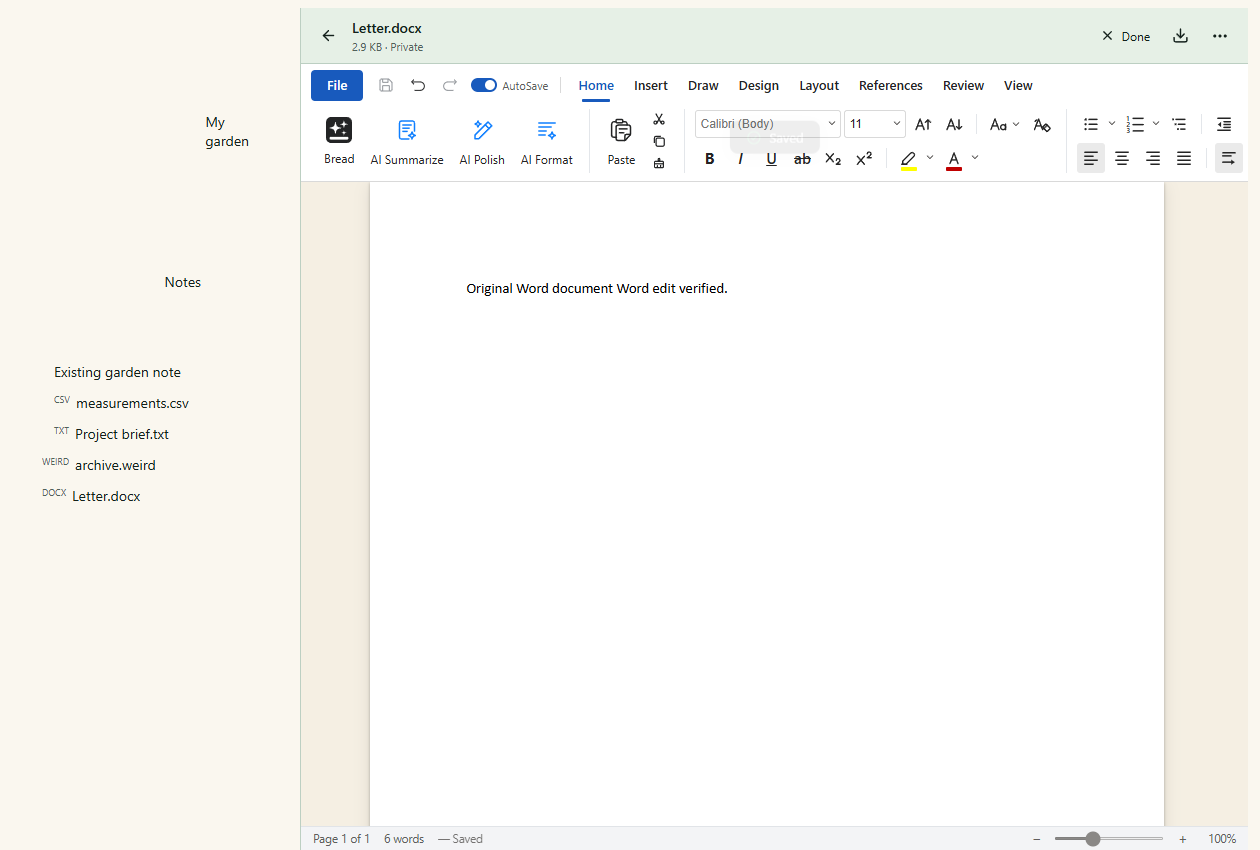 Letter.docx
2.9 KB · Private
Done
File
AutoSave
Home
Insert
Draw
Design
Layout
References
Review
View
My
garden
Bread
AI Summarize
AI Polish
AI Format
Paste
Calibri (Body)
11
Saved
Notes
Original Word document Word edit verified.
Existing garden note
CSV measurements.csv
TXT Project brief.txt
WEIRD archive.weird
DOCX Letter.docx
Page 1 of 1
6 words
— Saved
100%